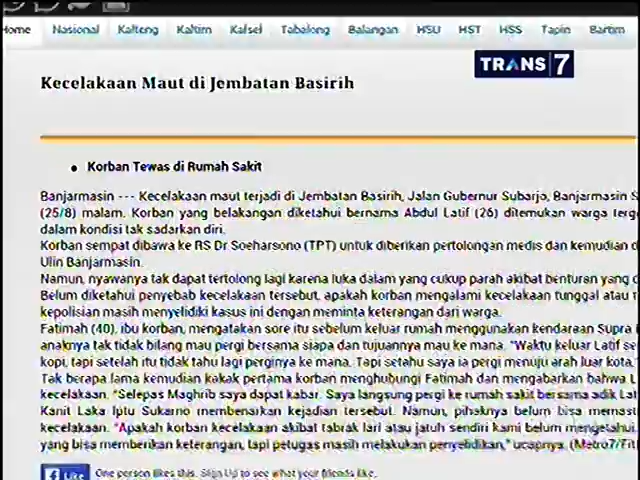 Home Nasional Kalteng Kaltim Kalsel Tabalong Balangan HSU HST HSS Tapin Bartim
TRANS 7
Kecelakaan Maut di Jembatan Basirih
• Korban Tewas di Rumah Sakit
Banjarmasin --- Kecelakaan maut terjadi di Jembatan Basirih, Jalan Gubernur Subarjo, Banjarmasin S
(25/8) malam. Korban yang belakangan diketahui bernama Abdul Latif (26) ditemukan warga terg
dalam kondisi tak sadarkan diri.
Korban sempat dibawa ke RS Dr Soeharsono (TPT) untuk diberikan pertolongan medis dan kemudian d
Ulin Banjarmasin.
Namun, nyawanya tak dapat tertolong lagi karena luka dalam yang cukup parah akibat benturan yang c
Belum diketahui penyebab kecelakaan tersebut, apakah korban mengalami kecelakaan tunggal atau t
kepolisian masih menyelidiki kasus ini dengan meminta keterangan dari warga.
Fatimah (40), ibu korban, mengatakan sore itu sebelum keluar rumah menggunakan kendaraan Supra
anaknya tak tidak bilang mau pergi bersama siapa dan tujuannya mau ke mana. "Waktu keluar Latif se
kopi, tapi setelah itu tidak tahu lagi perginya ke mana. Tapi setahu saya ia pergi menuju arah luar kota,
Tak berapa lama kemudian kakak pertama korban menghubungi Fatimah dan mengabarkan bahwa L
kecelakaan. "Selepas Maghrib saya dapat kabar. Saya langsung pergi ke rumah sakit bersama adik Lat
Kanit Laka Iptu Sukarno membenarkan kejadian tersebut. Namun, pihaknya belum bisa memast
kecelakaan. "Apakah korban kecelakaan akibat tabrak lari atau jatuh sendiri kami belum mengetahui.
yang bisa memberikan keterangan, tapi petugas masih melakukan penyelidikan," ucapnya. (Metro7/Fit
Like One person likes this. Sign Up to see what your friends like.